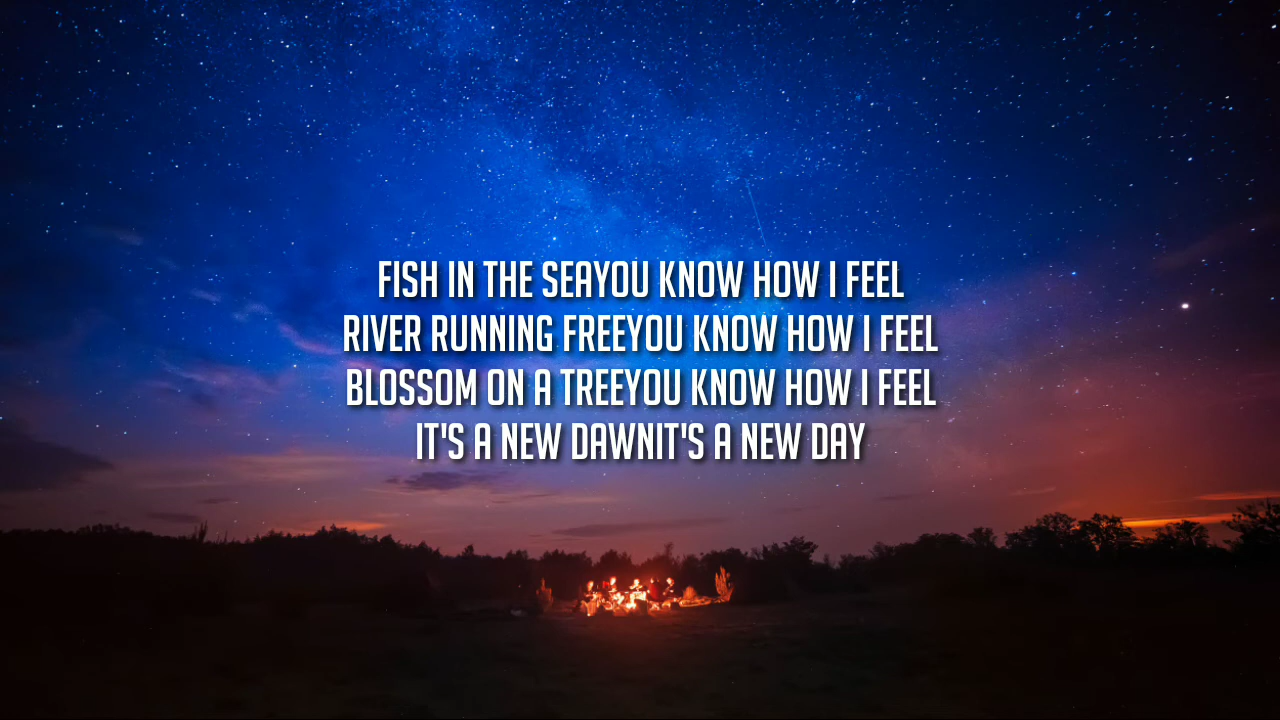 FISH IN THE SEAYOU KNOW HOW I FEEL
RIVER RUNNING FREEYOU KNOW HOW I FEEL
BLOSSOM ON A TREEYOU KNOW HOW I FEEL
IT'S A NEW DAWNIT'S A NEW DAY